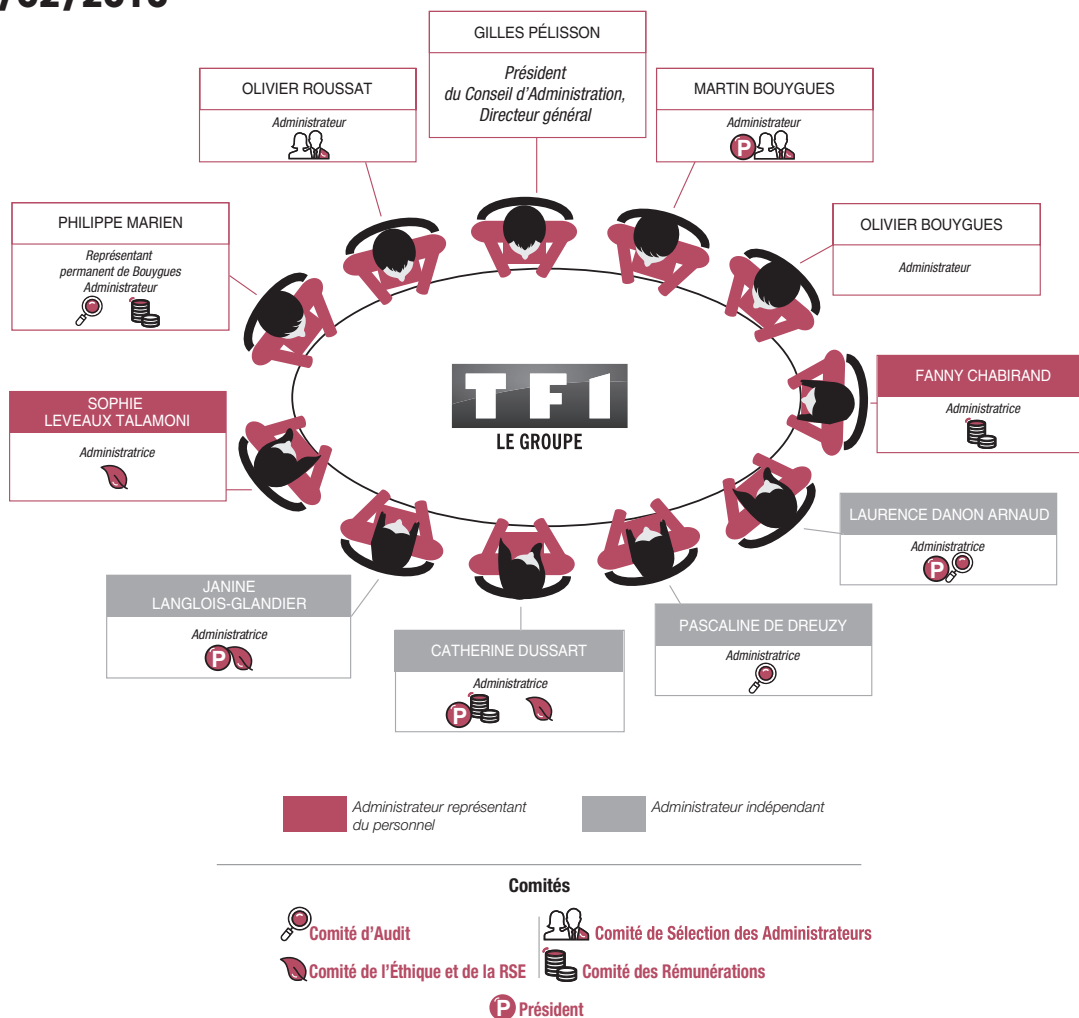 GILLES PÉLISSON
Président
du Conseil d'Administration,
Directeur général
OLIVIER ROUSSAT
Administrateur
MARTIN BOUYGUES
Administrateur
P
PHILIPPE MARIEN
Représentant
permanent de Bouygues
Administrateur
OLIVIER BOUYGUES
Administrateur
TF1
LE GROUPE
FANNY CHABIRAND
Administratrice
SOPHIE
LEVEAUX TALAMONI
Administratrice
LAURENCE DANON ARNAUD
Administratrice
P
JANINE
LANGLOIS-GLANDIER
Administratrice
P
CATHERINE DUSSART
Administratrice
P
PASCALINE DE DREUZY
Administratrice
Administrateur représentant
du personnel
Administrateur indépendant
Comités
Comité d'Audit
Comité de Sélection des Administrateurs
Comité de l'Éthique et de la RSE
Comité des Rémunérations
P Président